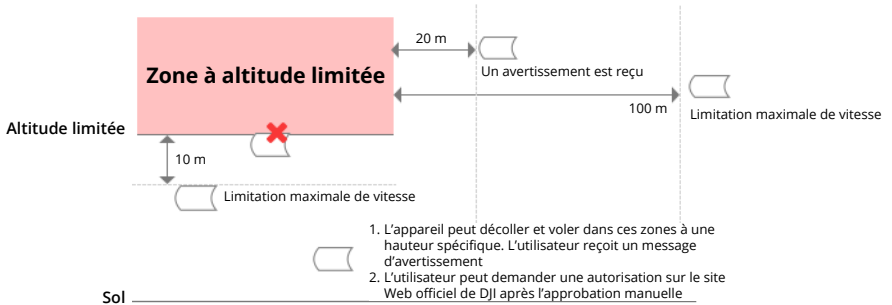 20 m
Zone à altitude limitée
Un avertissement est reçu
100 m
Limitation maximale de vitesse
Altitude limitée
10 m
Limitation maximale de vitesse
1. L’appareil peut décoller et voler dans ces zones à une
hauteur spécifique. L’utilisateur reçoit un message
d’avertissement
2. L’utilisateur peut demander une autorisation sur le site
Web officiel de DJI après l’approbation manuelle
Sol